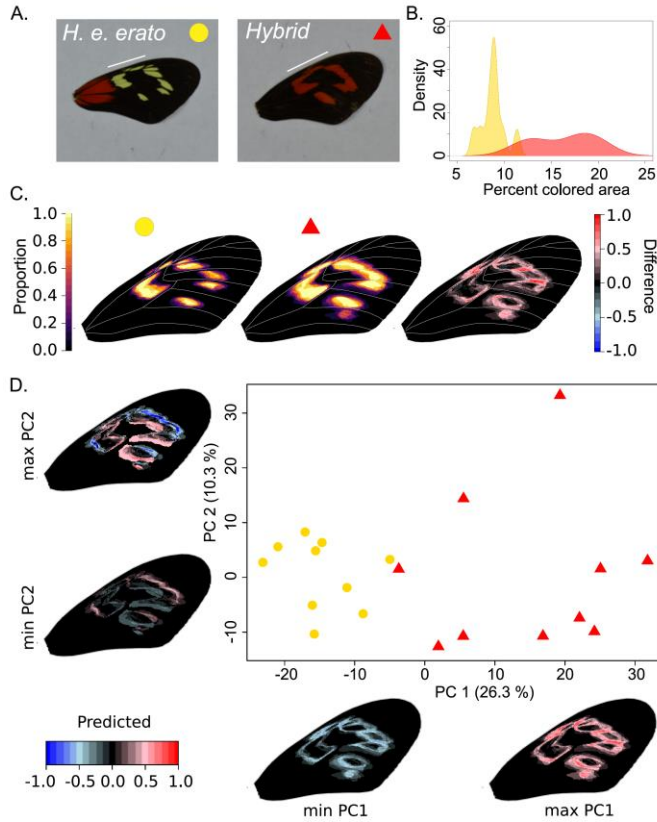 A.
H. e. erato
Hybrid
B.
Density
60
40
20
0
5 10 15 20 25
Percent colored area
C.
Proportion
1.0
0.8
0.6
0.4
0.2
0.0
Difference
1.0
0.5
0.0
-0.5
-1.0
D.
max PC2
min PC2
PC 2 (10.3 %)
30
20
10
0
-10
-20 -10 0 10 20 30
PC 1 (26.3 %)
Predicted
-1.0 -0.5 0.0 0.5 1.0
min PC1
max PC1